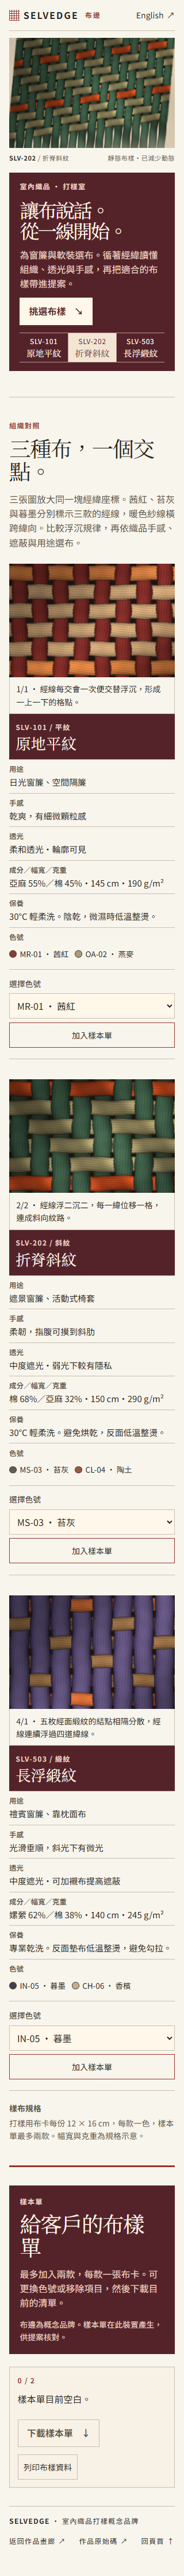 SELVEDGE 布邊 English ↗
SLV-202 / 折脊斜紋 靜態布樣・已減少動態
室內織品 · 打樣室
讓布說話。
從一線開始。
為窗簾與軟裝選布。循著經緯讀懂
組織、透光與手感，再把適合的布
樣帶進提案。
挑選布樣 ↘
SLV-101 SLV-202 SLV-503
原地平紋 折脊斜紋 長浮緞紋
組織對照
三種布，一個交
點。
三張圖放大同一塊經緯座標。茜紅、苔灰
與暮墨分別標示三款的經線，暖色紗線橫
跨緯向。比較浮沉規律，再依織品手感、
遮蔽與用途選布。
1/1 · 經線每交會一次便交替浮沉，形成
一上一下的格點。
SLV-101 / 平紋
原地平紋
用途
日光窗簾、空間隔簾
手感
乾爽，有細微顆粒感
透光
柔和透光，輪廓可見
成分／幅寬／克重
亞麻 55%／棉 45%・145 cm・190 g/m²
保養
30°C 輕柔洗。陰乾，微濕時低溫整燙。
色號
MR-01 · 茜紅 OA-02 · 燕麥
選擇色號
MR-01 · 茜紅
加入樣本單
2/2 · 經線浮二沉二，每一緯位移一格，
連成斜向紋路。
SLV-202 / 斜紋
折脊斜紋
用途
遮景窗簾、活動式椅套
手感
柔韌，指腹可摸到斜肋
透光
中度遮光，弱光下較有隱私
成分／幅寬／克重
棉 68%／亞麻 32%・150 cm・290 g/m²
保養
30°C 輕柔洗。避免烘乾，反面低溫整燙。
色號
MS-03 · 苔灰 CL-04 · 陶土
選擇色號
MS-03 · 苔灰
加入樣本單
4/1 · 五枚經面緞紋的結點相隔分散，經
線連續浮過四道緯線。
SLV-503 / 緞紋
長浮緞紋
用途
禮賓窗簾、靠枕面布
手感
光滑垂順，斜光下有微光
透光
中度遮光，可加襯布提高遮蔽
成分／幅寬／克重
嫘縈 62%／棉 38%・140 cm・245 g/m²
保養
專業乾洗。反面墊布低溫整燙，避免勾拉。
色號
IN-05 · 暮墨 CH-06 · 香檳
選擇色號
IN-05 · 暮墨
加入樣本單
樣布規格
打樣用布卡每份 12 × 16 cm，每款一色，樣本
單最多兩款。幅寬與克重為規格示意。
樣本單
給客戶的布樣
單
最多加入兩款，每款一張布卡。可
更換色號或移除項目，然後下載目
前的清單。
布邊為概念品牌。樣本單在此裝置產生，
供提案核對。
0 / 2
樣本單目前空白。
下載樣本單 ↓
列印布樣資料
SELVEDGE · 室內織品打樣概念品牌
返回作品畫廊 ↗ 作品原始碼 ↗ 回頁首 ↑